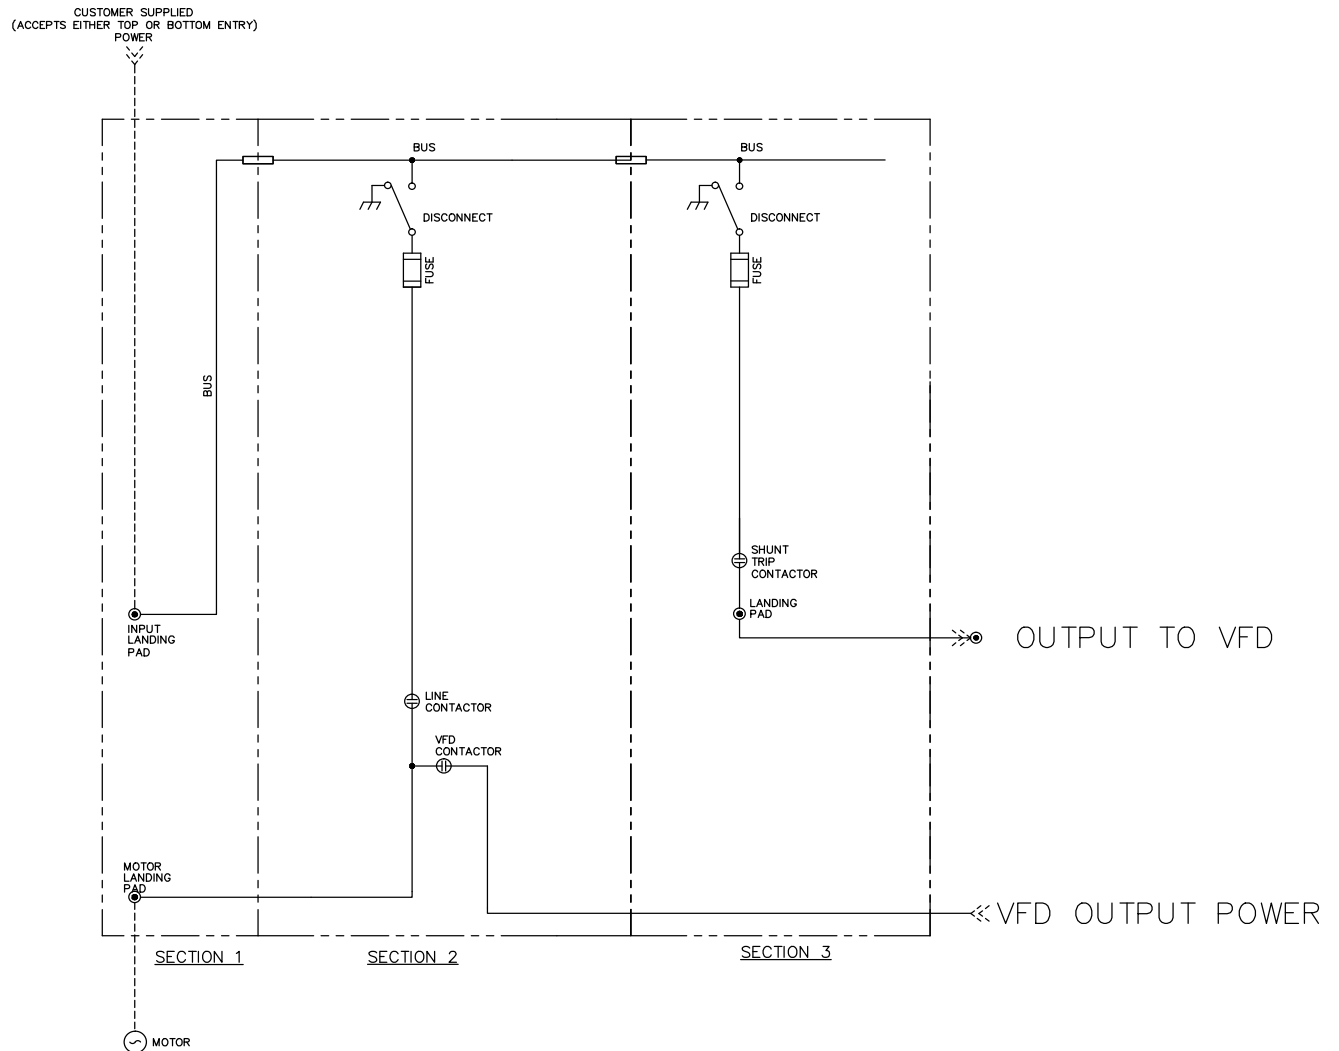 CUSTOMER SUPPLIED
(ACCEPTS EITHER TOP OR BOTTOM ENTRY)
POWER
BUS
BUS
DISCONNECT
DISCONNECT
FUSE
FUSE
BUS
SHUNT
TRIP
CONTACTOR
LANDING
PAD
INPUT
LANDING
PAD
OUTPUT TO VFD
LINE
CONTACTOR
VFD
CONTACTOR
MOTOR
LANDING
PAD
VFD OUTPUT POWER
SECTION 1
SECTION 2
SECTION 3
MOTOR